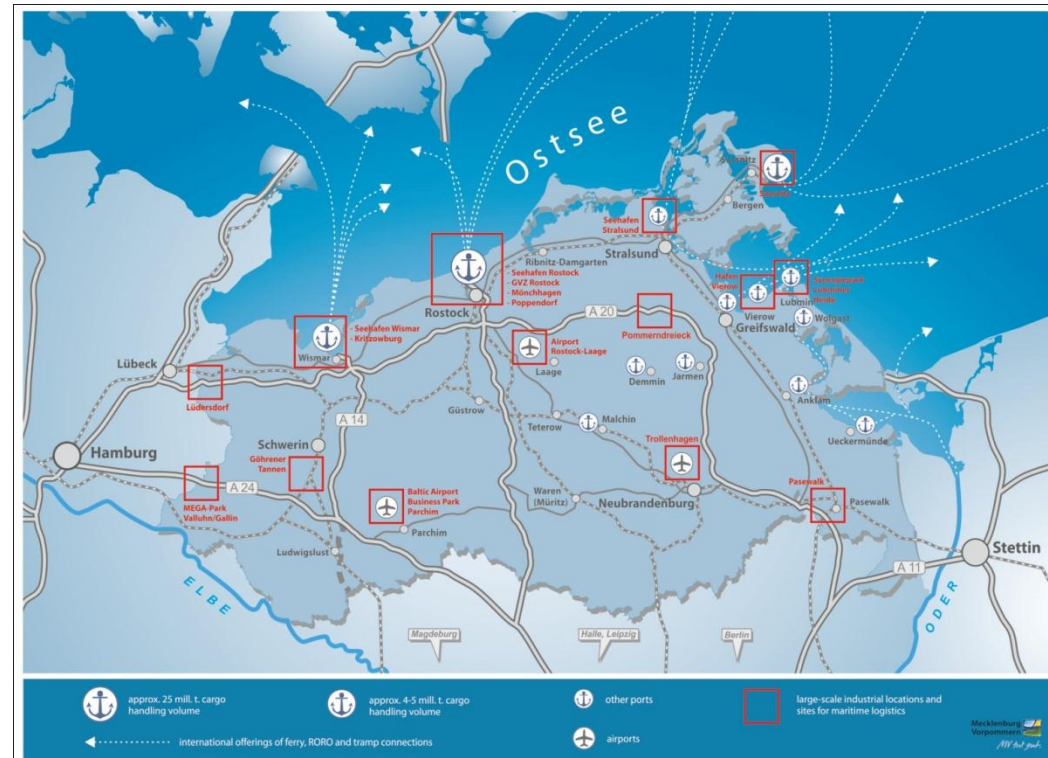 Ostsee
Sassnitz
Sassnitz
Bergen
Seehafen
Stralsund
Stralsund
Ribnitz-Damgarten
- Seehafen Rostock
- GVZ Rostock
- Mönchhagen
- Poppendorf
Rostock
Hafen
Vierow
Vierow
Lubmin
Lubminer
Heide
Greifswald
Wolgast
A 20
Pommerndreieck
- Seehafen Wismar
- Kritzowburg
Wismar
Airport
Rostock-Laage
Laage
Lübeck
Lüdersdorf
Demmin
Jarmen
Anklam
Güstrow
A 14
Teterow
Malchin
Ueckermünde
Schwerin
Trollenhagen
Hamburg
Göhrener
Tannen
A 24
MEGA-Park
Valluhn/Gallin
Baltic Airport
Business Park
Parchim
Parchim
Waren
(Müritz)
Neubrandenburg
Pasewalk
Pasewalk
Ludwigslust
Stettin
A 11
ELBE
ODER
Magdeburg
Halle, Leipzig
Berlin
approx. 25 mill. t. cargo
handling volume
approx. 4-5 mill. t. cargo
handling volume
other ports
large-scale industrial locations and
sites for maritime logistics
international offerings of ferry, RORO and tramp connections
airports
Mecklenburg
Vorpommern
MV tut gut.